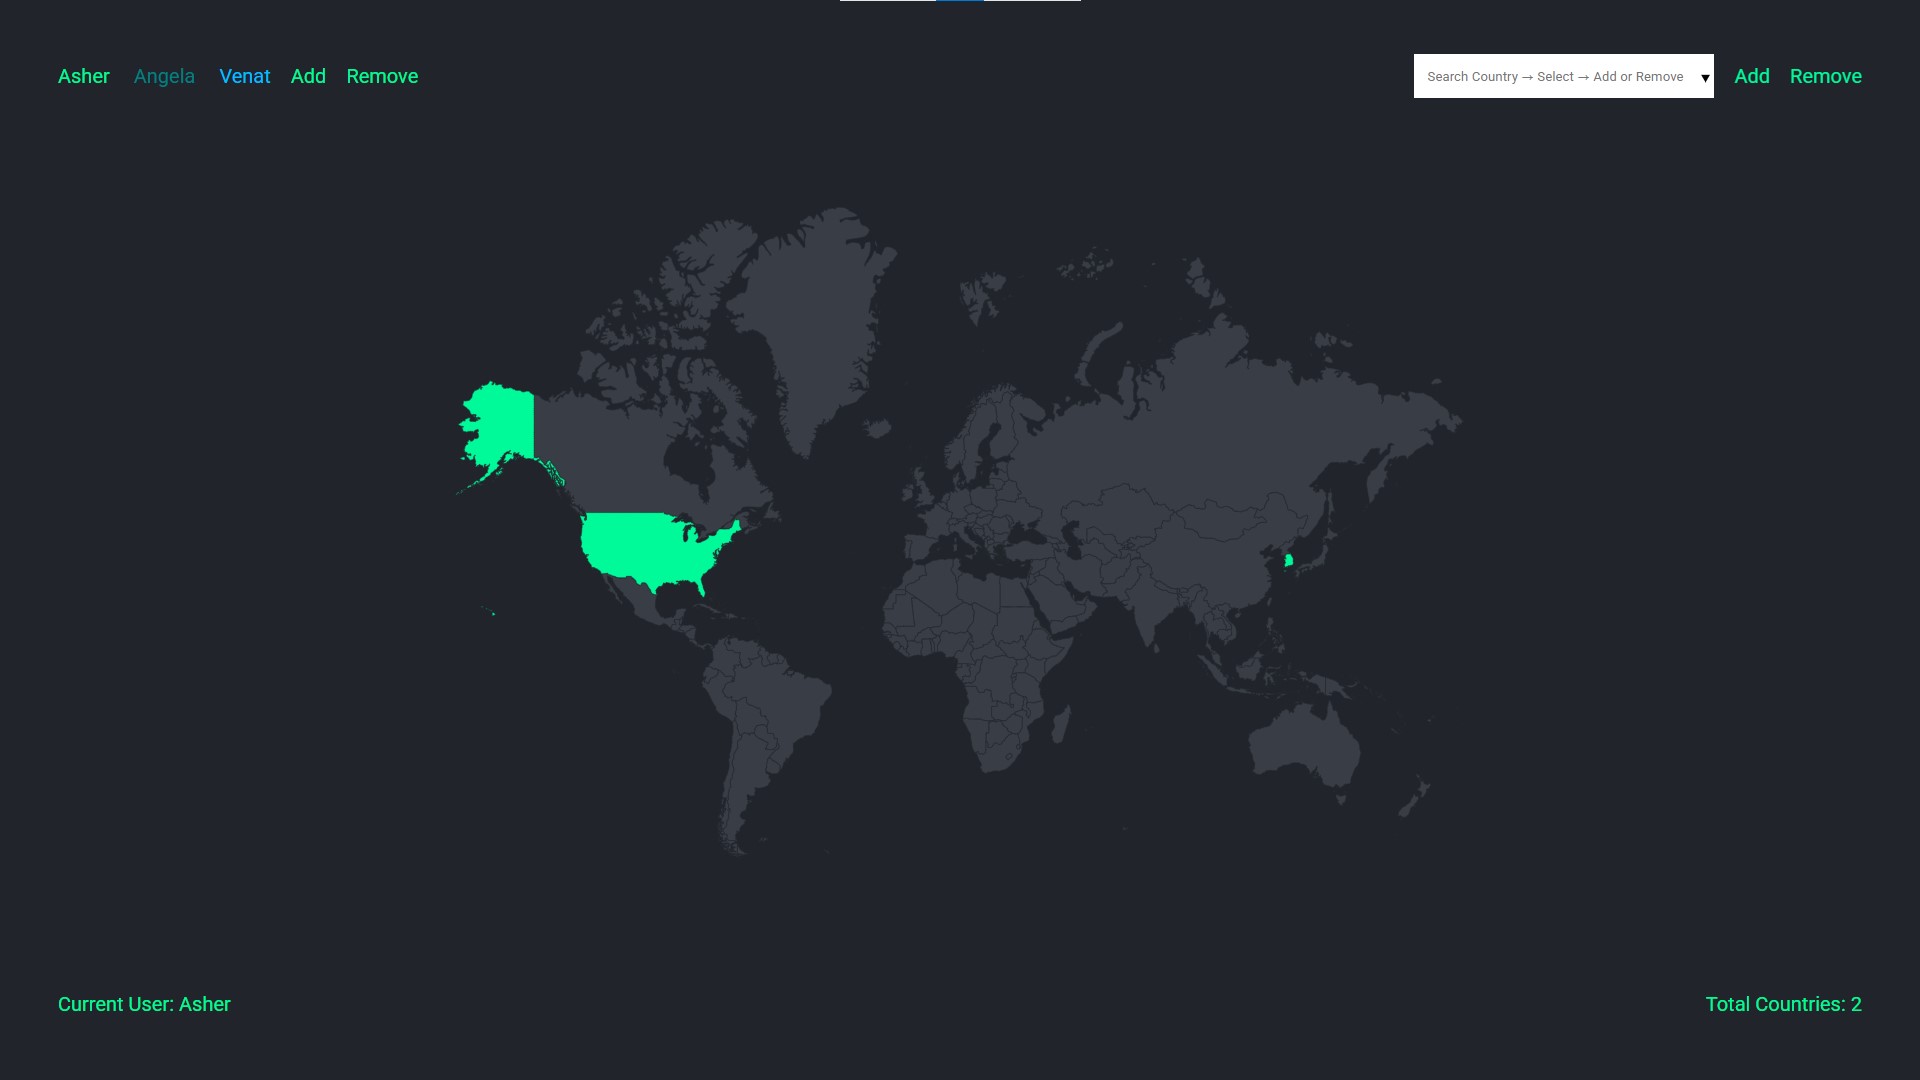 Asher Angela Venat Add Remove
Search Country → Select → Add or Remove ▼ Add Remove
Current User: Asher
Total Countries: 2